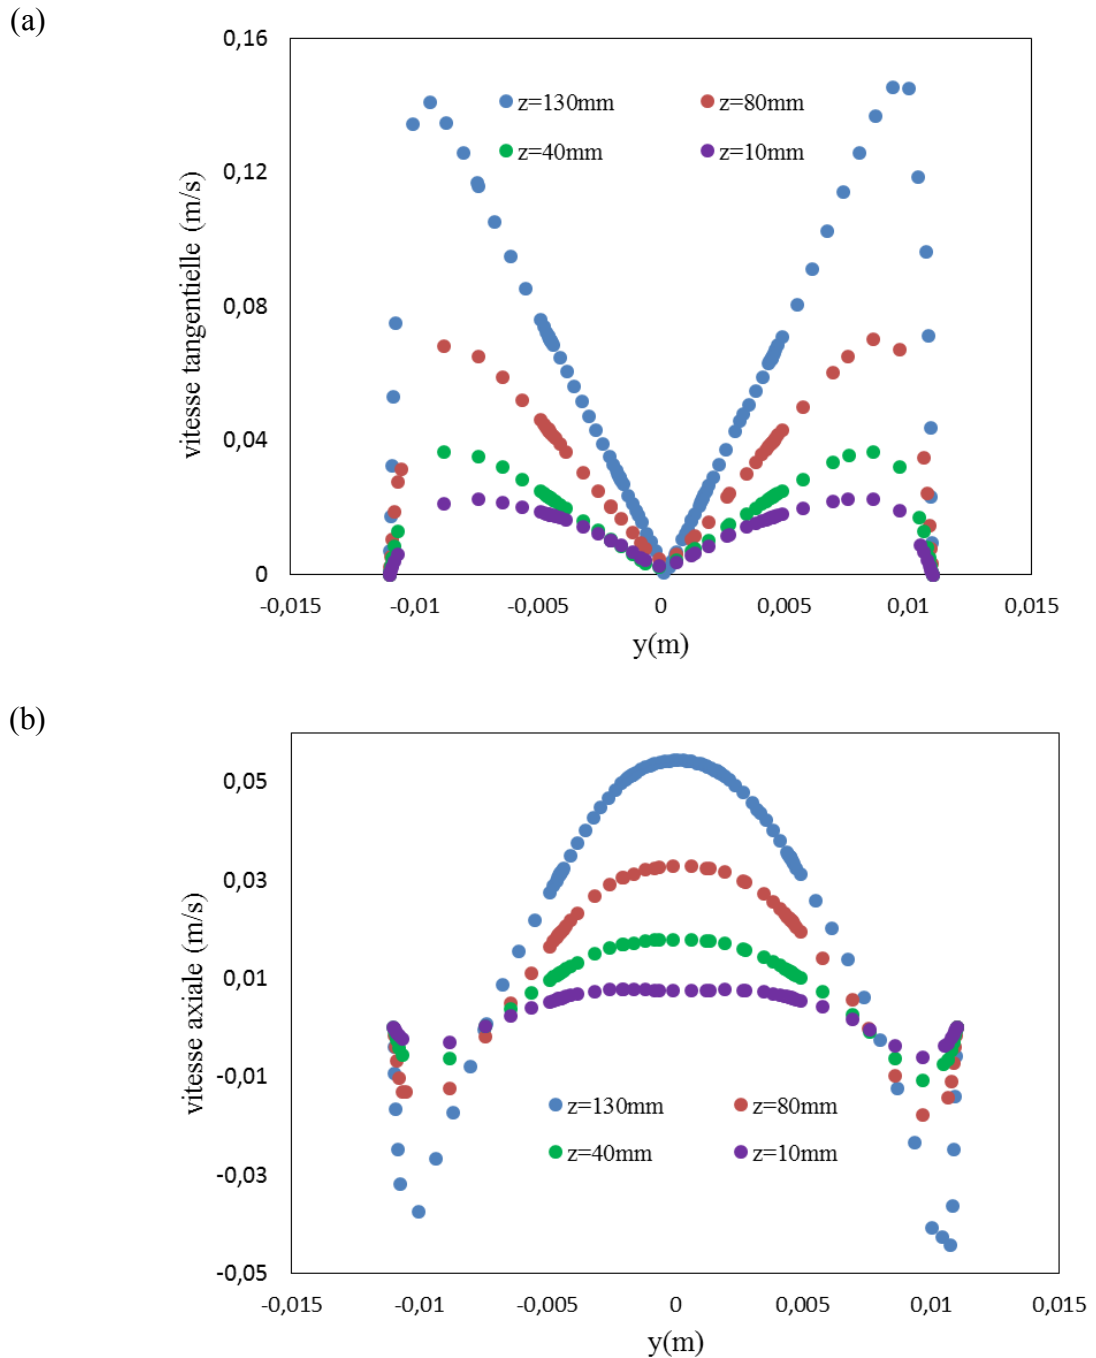 (a)
vitesse tangentielle (m/s)
0,16
0,12
0,08
0,04
0
z=130mm z=80mm
z=40mm z=10mm
-0,015 -0,01 -0,005 0 0,005 0,01 0,015
y(m)
(b)
vitesse axiale (m/s)
0,05
0,03
0,01
-0,01
-0,03
-0,05
z=130mm z=80mm
z=40mm z=10mm
-0,015 -0,01 -0,005 0 0,005 0,01 0,015
y(m)